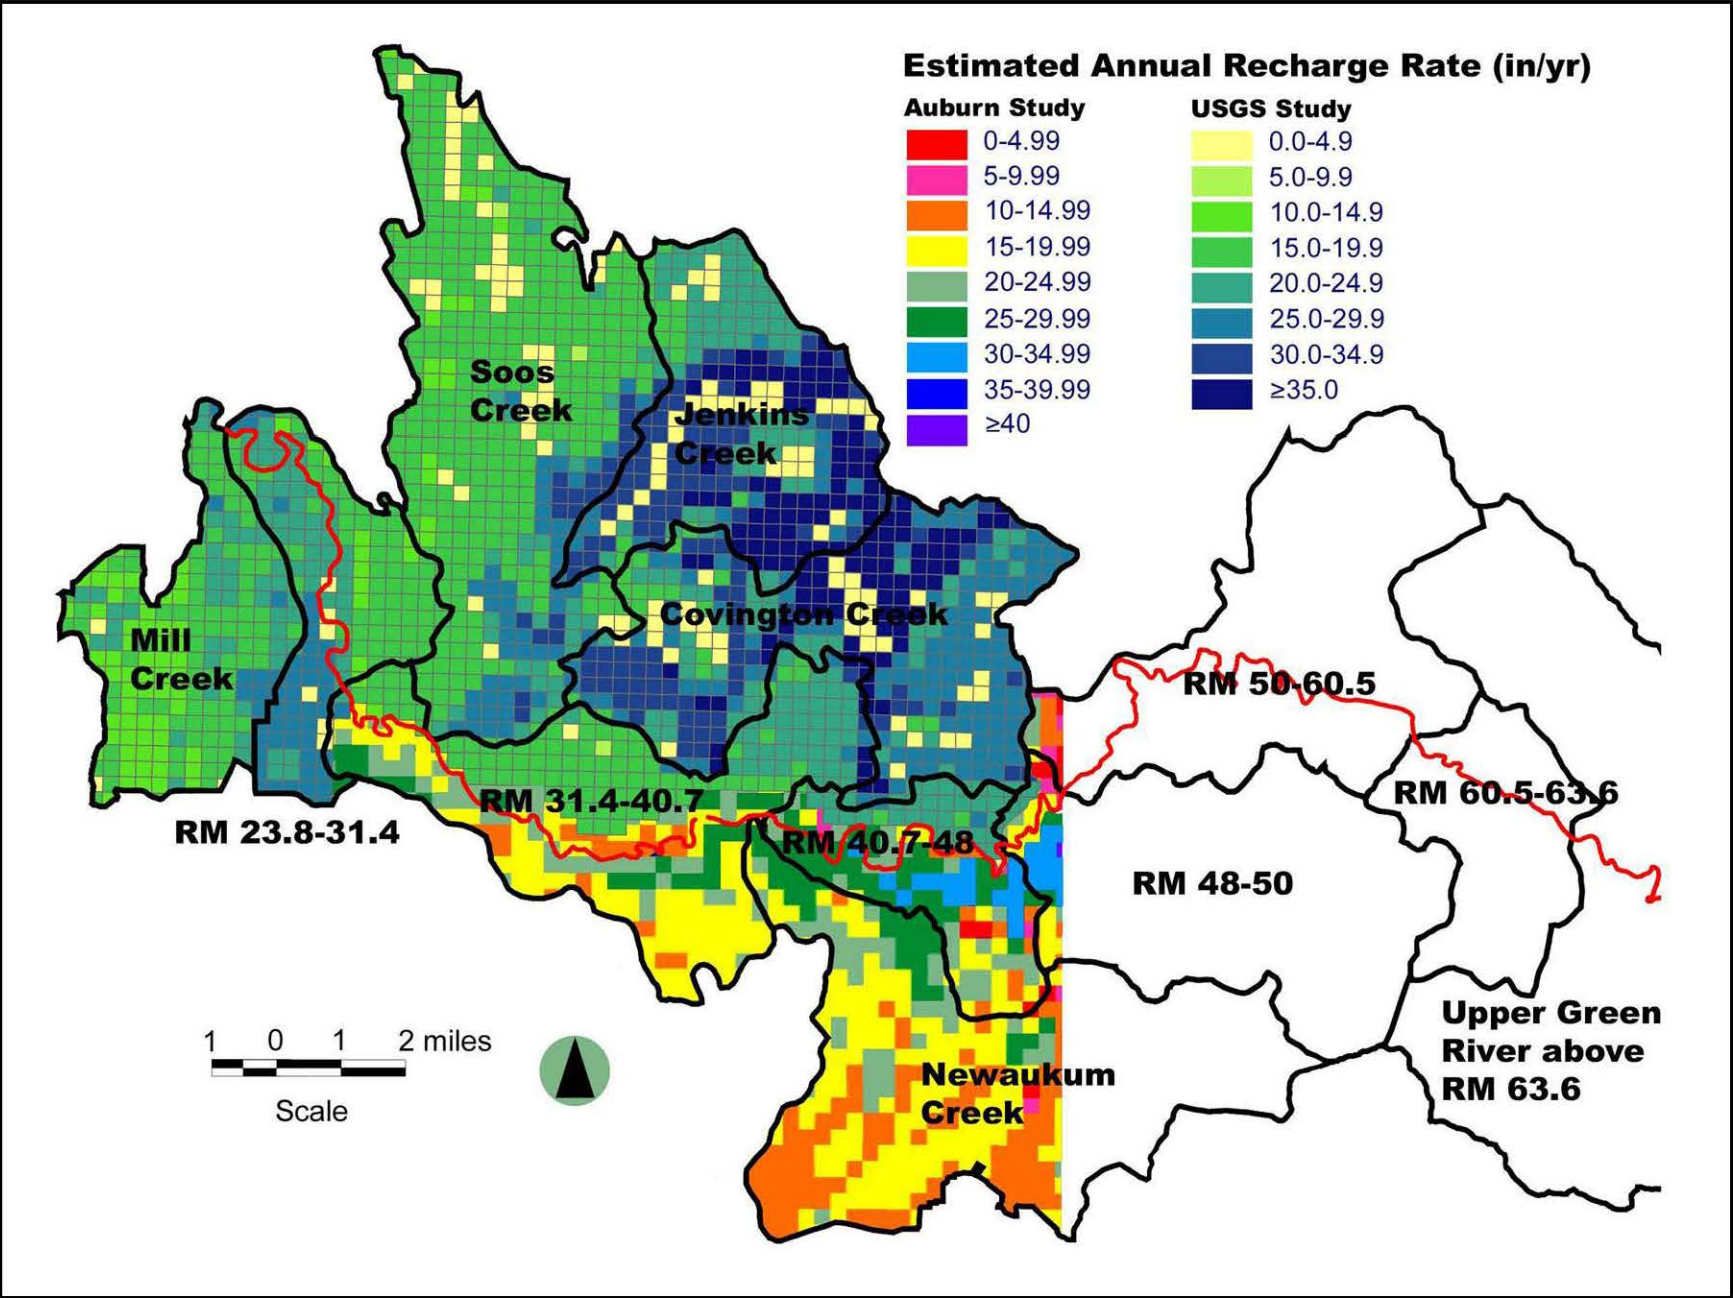 Estimated Annual Recharge Rate (in/yr)
Auburn Study
0-4.99
5-9.99
10-14.99
15-19.99
20-24.99
25-29.99
30-34.99
35-39.99
≥40
USGS Study
0.0-4.9
5.0-9.9
10.0-14.9
15.0-19.9
20.0-24.9
25.0-29.9
30.0-34.9
≥35.0
Soos
Creek
Jenkins
Creek
Covington Creek
Mill
Creek
RM 50-60.5
RM 60.5-63.6
RM 31.4-40.7
RM 23.8-31.4
RM 40.7-48
RM 48-50
Upper Green
River above
RM 63.6
Newaukum
Creek
1 0 1 2 miles
Scale